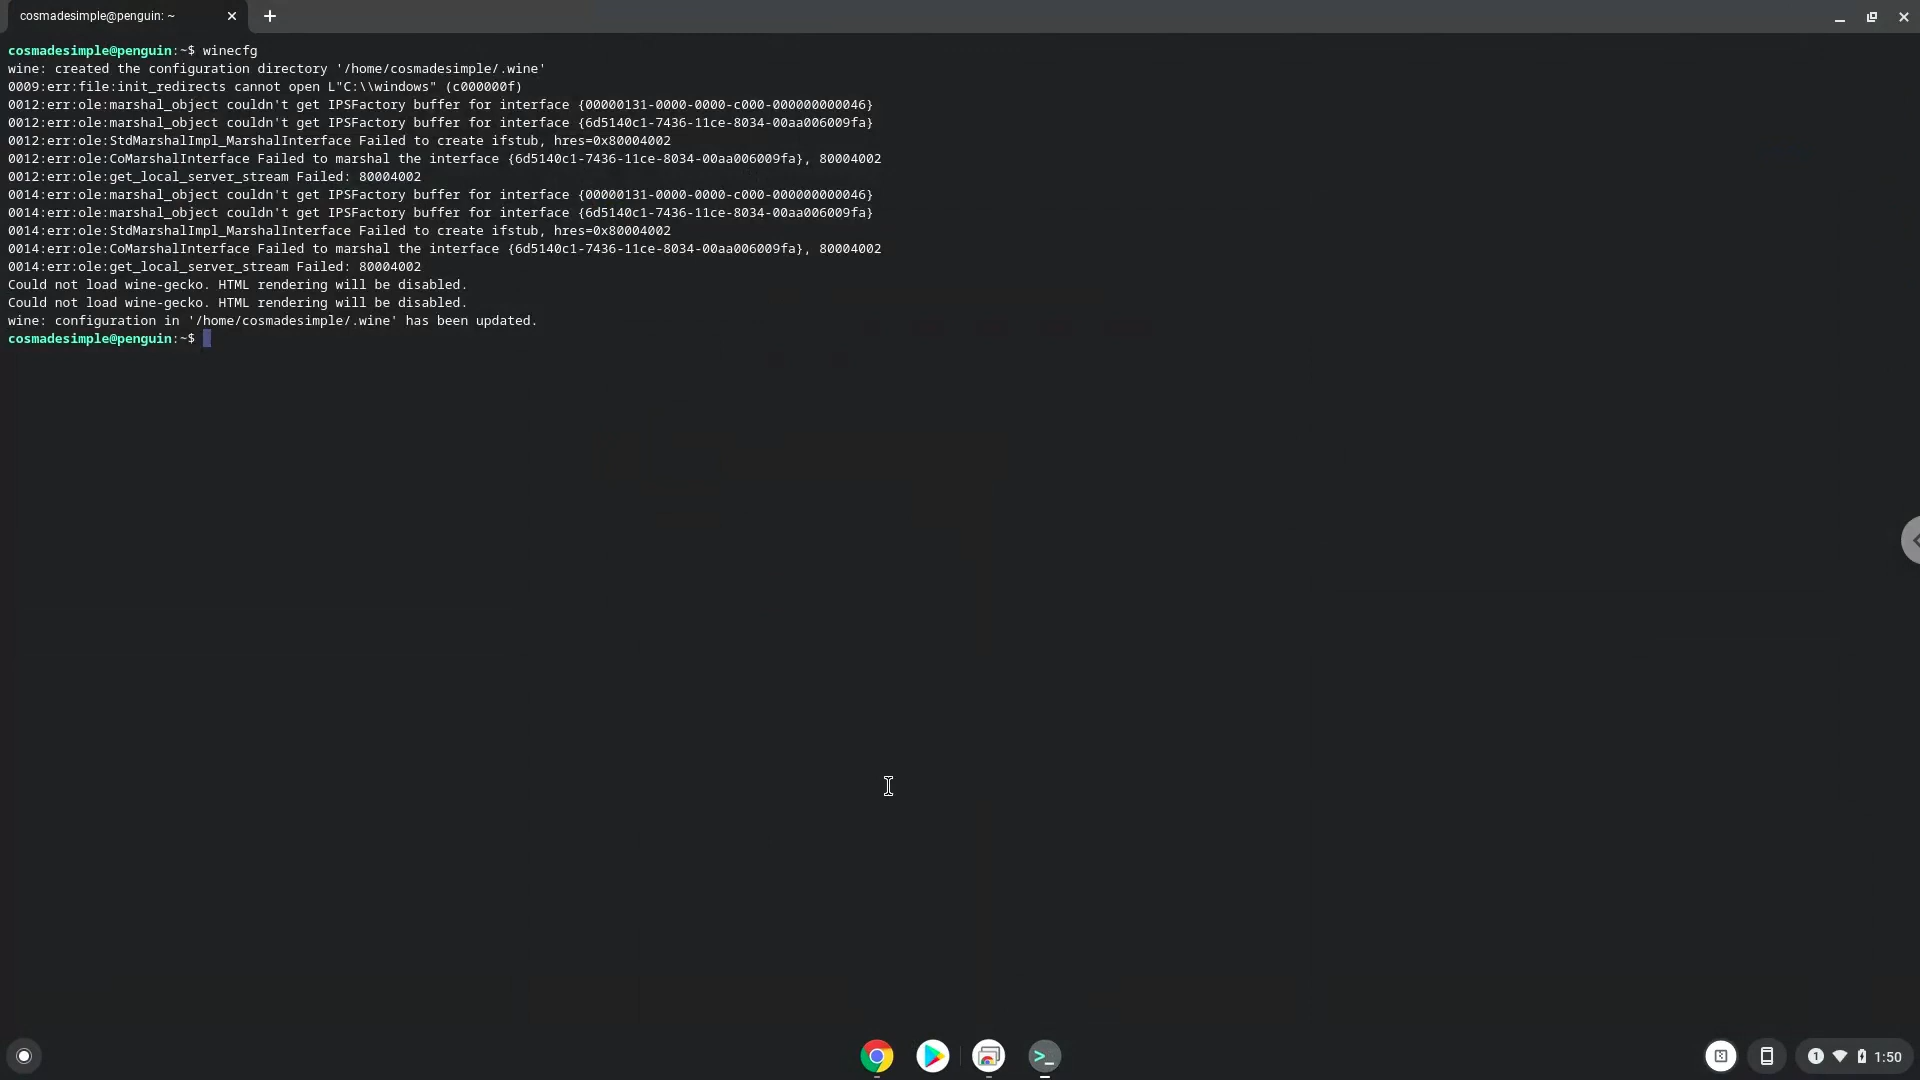 cosmadesimple@penguin: ~
cosmadesimple@penguin:~$ winecfg
wine: created the configuration directory '/home/cosmadesimple/.wine'
0009:err:file:init_redirects cannot open L"C:\\windows" (c000000f)
0012:err:ole:marshal_object couldn't get IPSFactory buffer for interface {00000131-0000-0000-c000-000000000046}
0012:err:ole:marshal_object couldn't get IPSFactory buffer for interface {6d5140c1-7436-11ce-8034-00aa006009fa}
0012:err:ole:StdMarshalImpl_MarshalInterface Failed to create ifstub, hres=0x80004002
0012:err:ole:CoMarshalInterface Failed to marshal the interface {6d5140c1-7436-11ce-8034-00aa006009fa}, 80004002
0012:err:ole:get_local_server_stream Failed: 80004002
0014:err:ole:marshal_object couldn't get IPSFactory buffer for interface {00000131-0000-0000-c000-000000000046}
0014:err:ole:marshal_object couldn't get IPSFactory buffer for interface {6d5140c1-7436-11ce-8034-00aa006009fa}
0014:err:ole:StdMarshalImpl_MarshalInterface Failed to create ifstub, hres=0x80004002
0014:err:ole:CoMarshalInterface Failed to marshal the interface {6d5140c1-7436-11ce-8034-00aa006009fa}, 80004002
0014:err:ole:get_local_server_stream Failed: 80004002
Could not load wine-gecko. HTML rendering will be disabled.
Could not load wine-gecko. HTML rendering will be disabled.
wine: configuration in '/home/cosmadesimple/.wine' has been updated.
cosmadesimple@penguin:~$
1 1:50